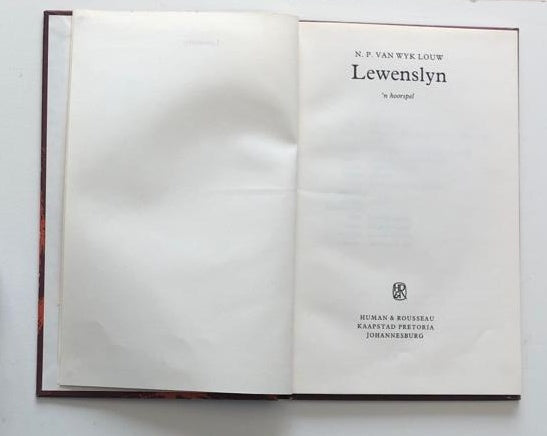 N. P. VAN WYK LOUW
Lewenslyn
'n hoorspel
HUMAN & ROUSSEAU
KAAPSTAD PRETORIA
JOHANNESBURG